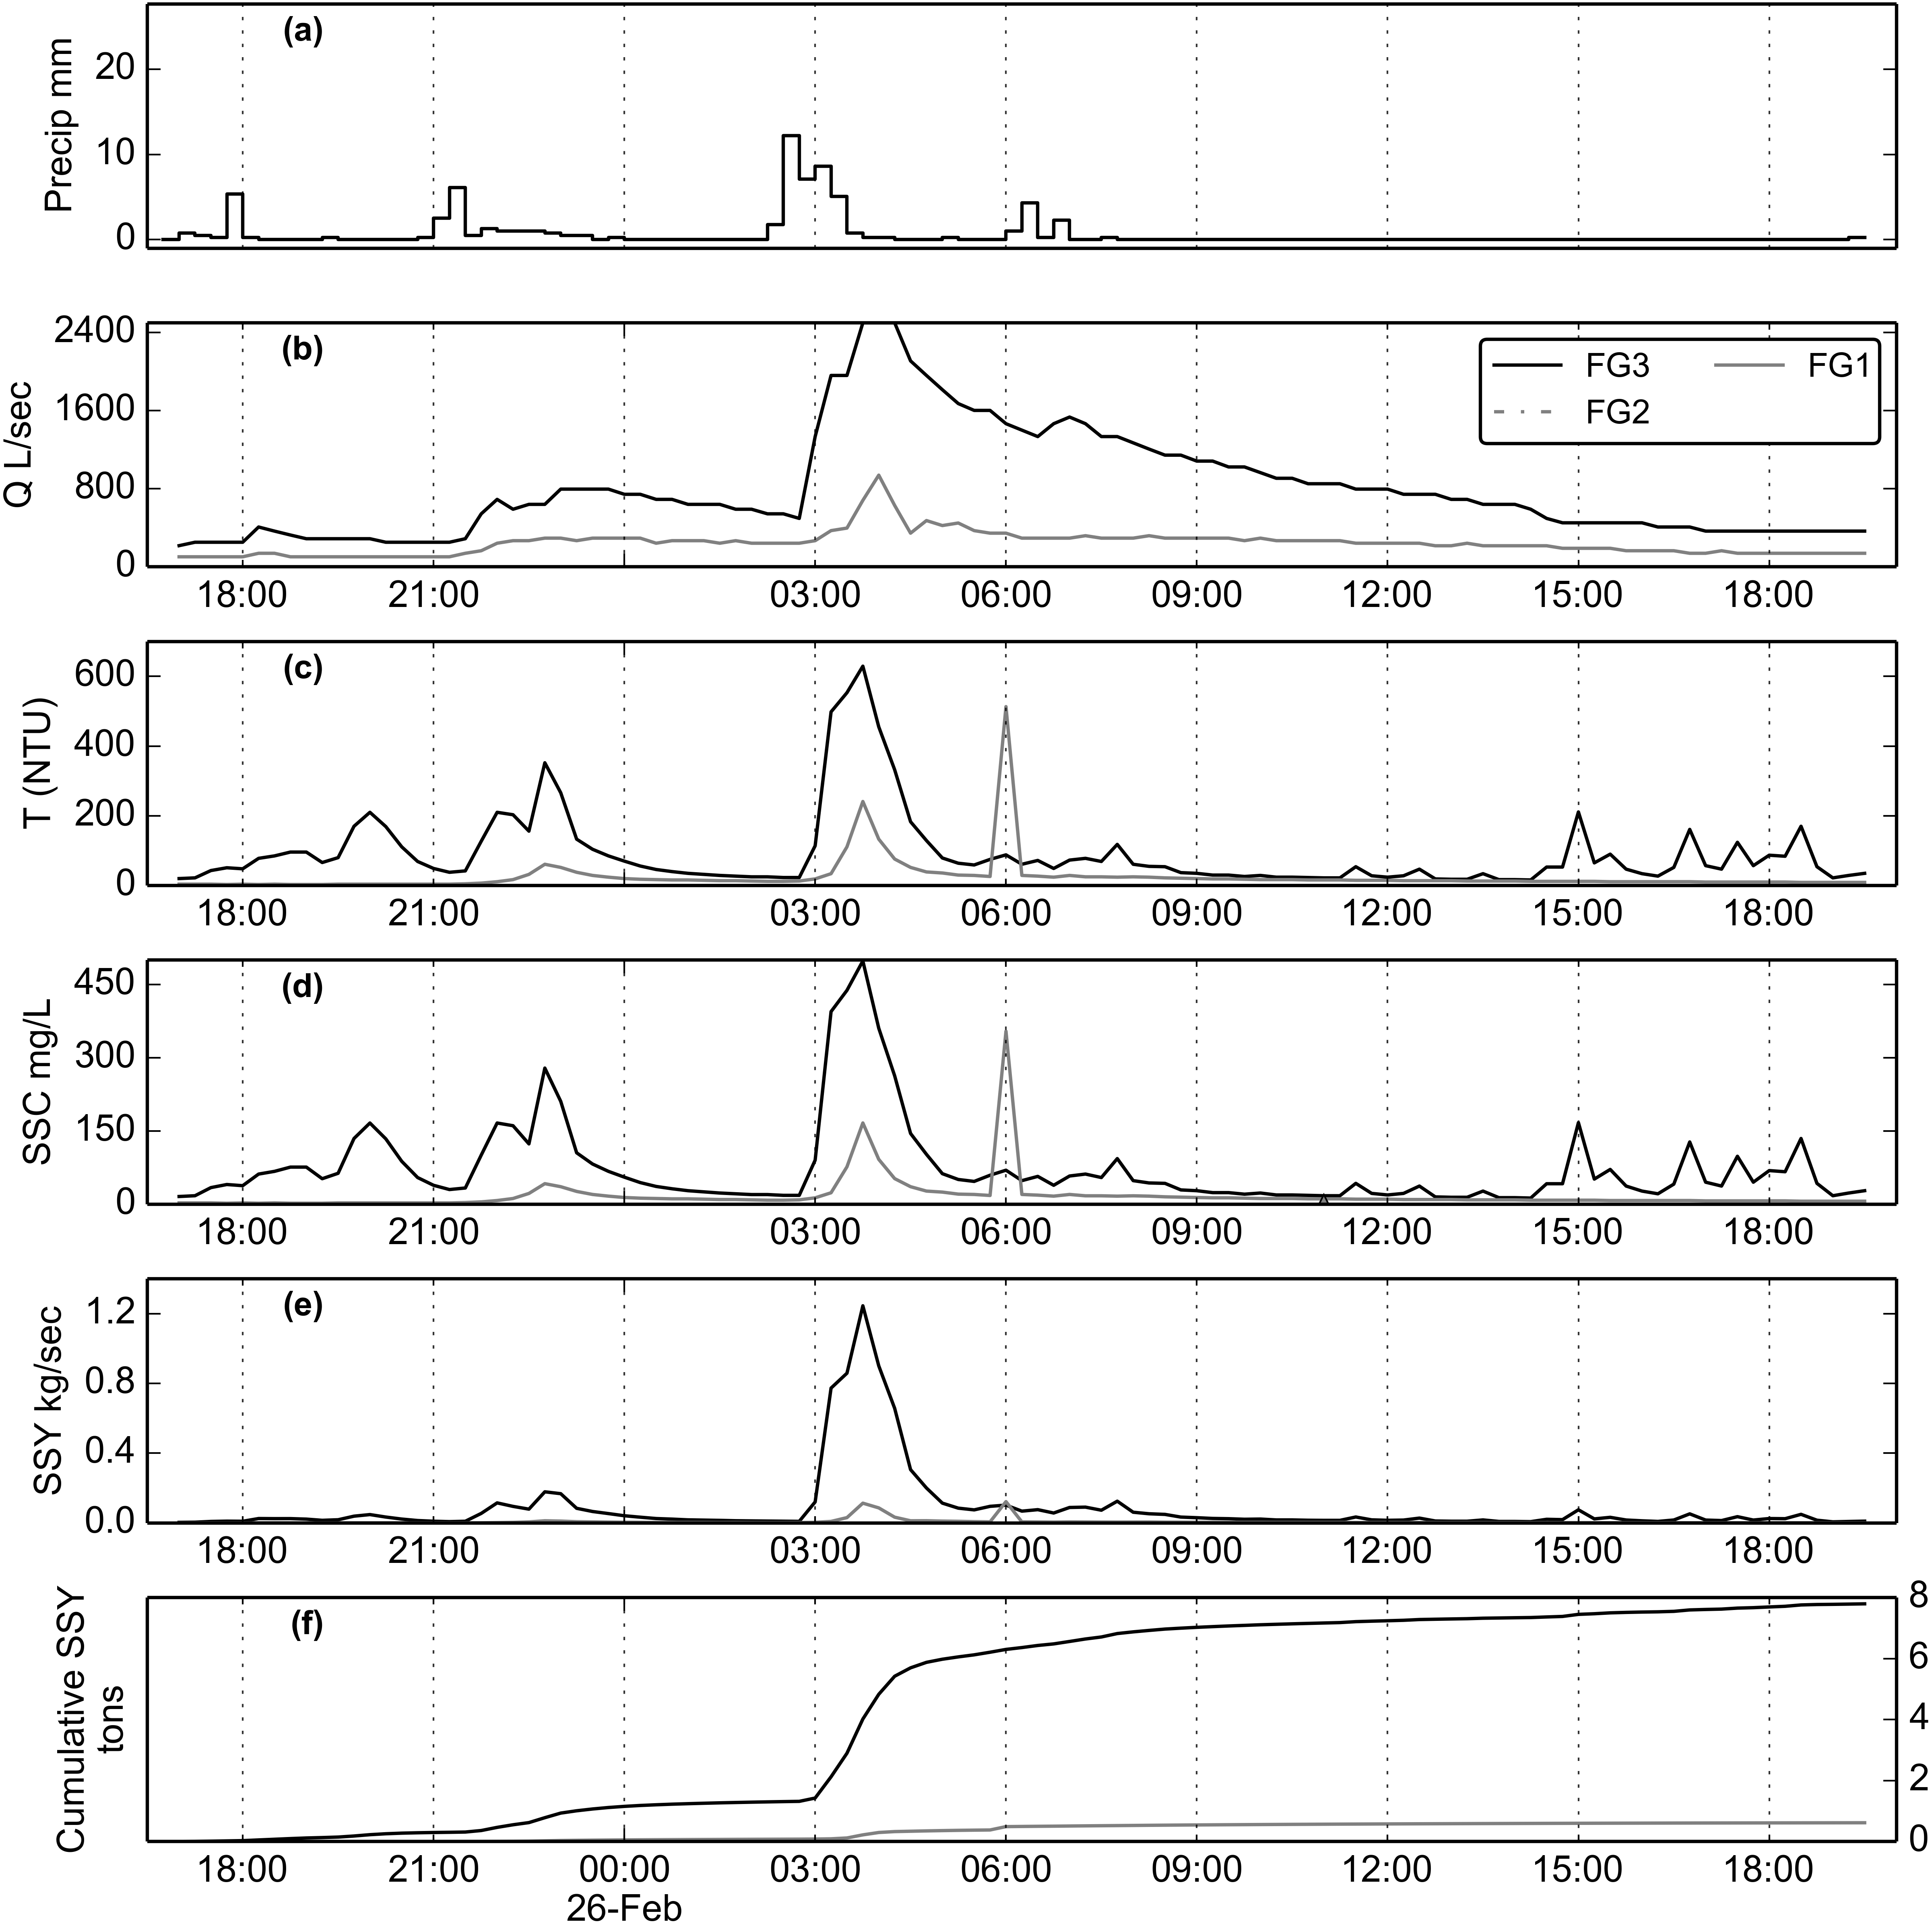 (a)
Precip mm
20
10
0
(b)
Q L/sec
2400
1600
800
0
FG3 FG1
FG2
18:00 21:00 03:00 06:00 09:00 12:00 15:00 18:00
(c)
T (NTU)
600
400
200
0
18:00 21:00 03:00 06:00 09:00 12:00 15:00 18:00
(d)
SSC mg/L
450
300
150
0
18:00 21:00 03:00 06:00 09:00 12:00 15:00 18:00
(e)
SSY kg/sec
1.2
0.8
0.4
0.0
18:00 21:00 03:00 06:00 09:00 12:00 15:00 18:00
(f)
Cumulative SSY
tons
8
6
4
2
0
18:00 21:00 00:00 03:00 06:00 09:00 12:00 15:00 18:00
26-Feb